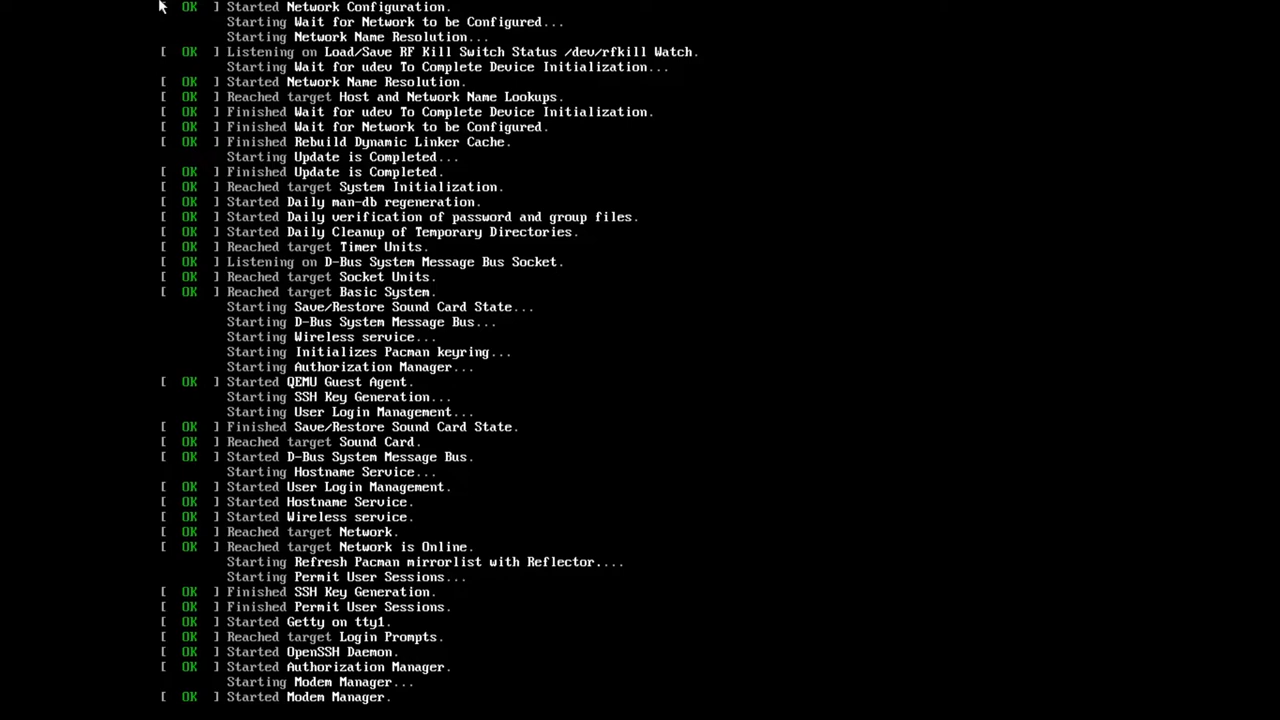 [  OK  ] Started Network Configuration.
Starting Wait for Network to be Configured...
Starting Network Name Resolution...
[  OK  ] Listening on Load/Save RF Kill Switch Status /dev/rfkill Watch.
Starting Wait for udev To Complete Device Initialization...
[  OK  ] Started Network Name Resolution.
[  OK  ] Reached target Host and Network Name Lookups.
[  OK  ] Finished Wait for udev To Complete Device Initialization.
[  OK  ] Finished Wait for Network to be Configured.
[  OK  ] Finished Rebuild Dynamic Linker Cache.
Starting Update is Completed...
[  OK  ] Finished Update is Completed.
[  OK  ] Reached target System Initialization.
[  OK  ] Started Daily man-db regeneration.
[  OK  ] Started Daily verification of password and group files.
[  OK  ] Started Daily Cleanup of Temporary Directories.
[  OK  ] Reached target Timer Units.
[  OK  ] Listening on D-Bus System Message Bus Socket.
[  OK  ] Reached target Socket Units.
[  OK  ] Reached target Basic System.
Starting Save/Restore Sound Card State...
Starting D-Bus System Message Bus...
Starting Wireless service...
Starting Initializes Pacman keyring...
Starting Authorization Manager...
[  OK  ] Started QEMU Guest Agent.
Starting SSH Key Generation...
Starting User Login Management...
[  OK  ] Finished Save/Restore Sound Card State.
[  OK  ] Reached target Sound Card.
[  OK  ] Started D-Bus System Message Bus.
Starting Hostname Service...
[  OK  ] Started User Login Management.
[  OK  ] Started Hostname Service.
[  OK  ] Started Wireless service.
[  OK  ] Reached target Network.
[  OK  ] Reached target Network is Online.
Starting Refresh Pacman mirrorlist with Reflector....
Starting Permit User Sessions...
[  OK  ] Finished SSH Key Generation.
[  OK  ] Finished Permit User Sessions.
[  OK  ] Started Getty on tty1.
[  OK  ] Reached target Login Prompts.
[  OK  ] Started OpenSSH Daemon.
[  OK  ] Started Authorization Manager.
Starting Modem Manager...
[  OK  ] Started Modem Manager.